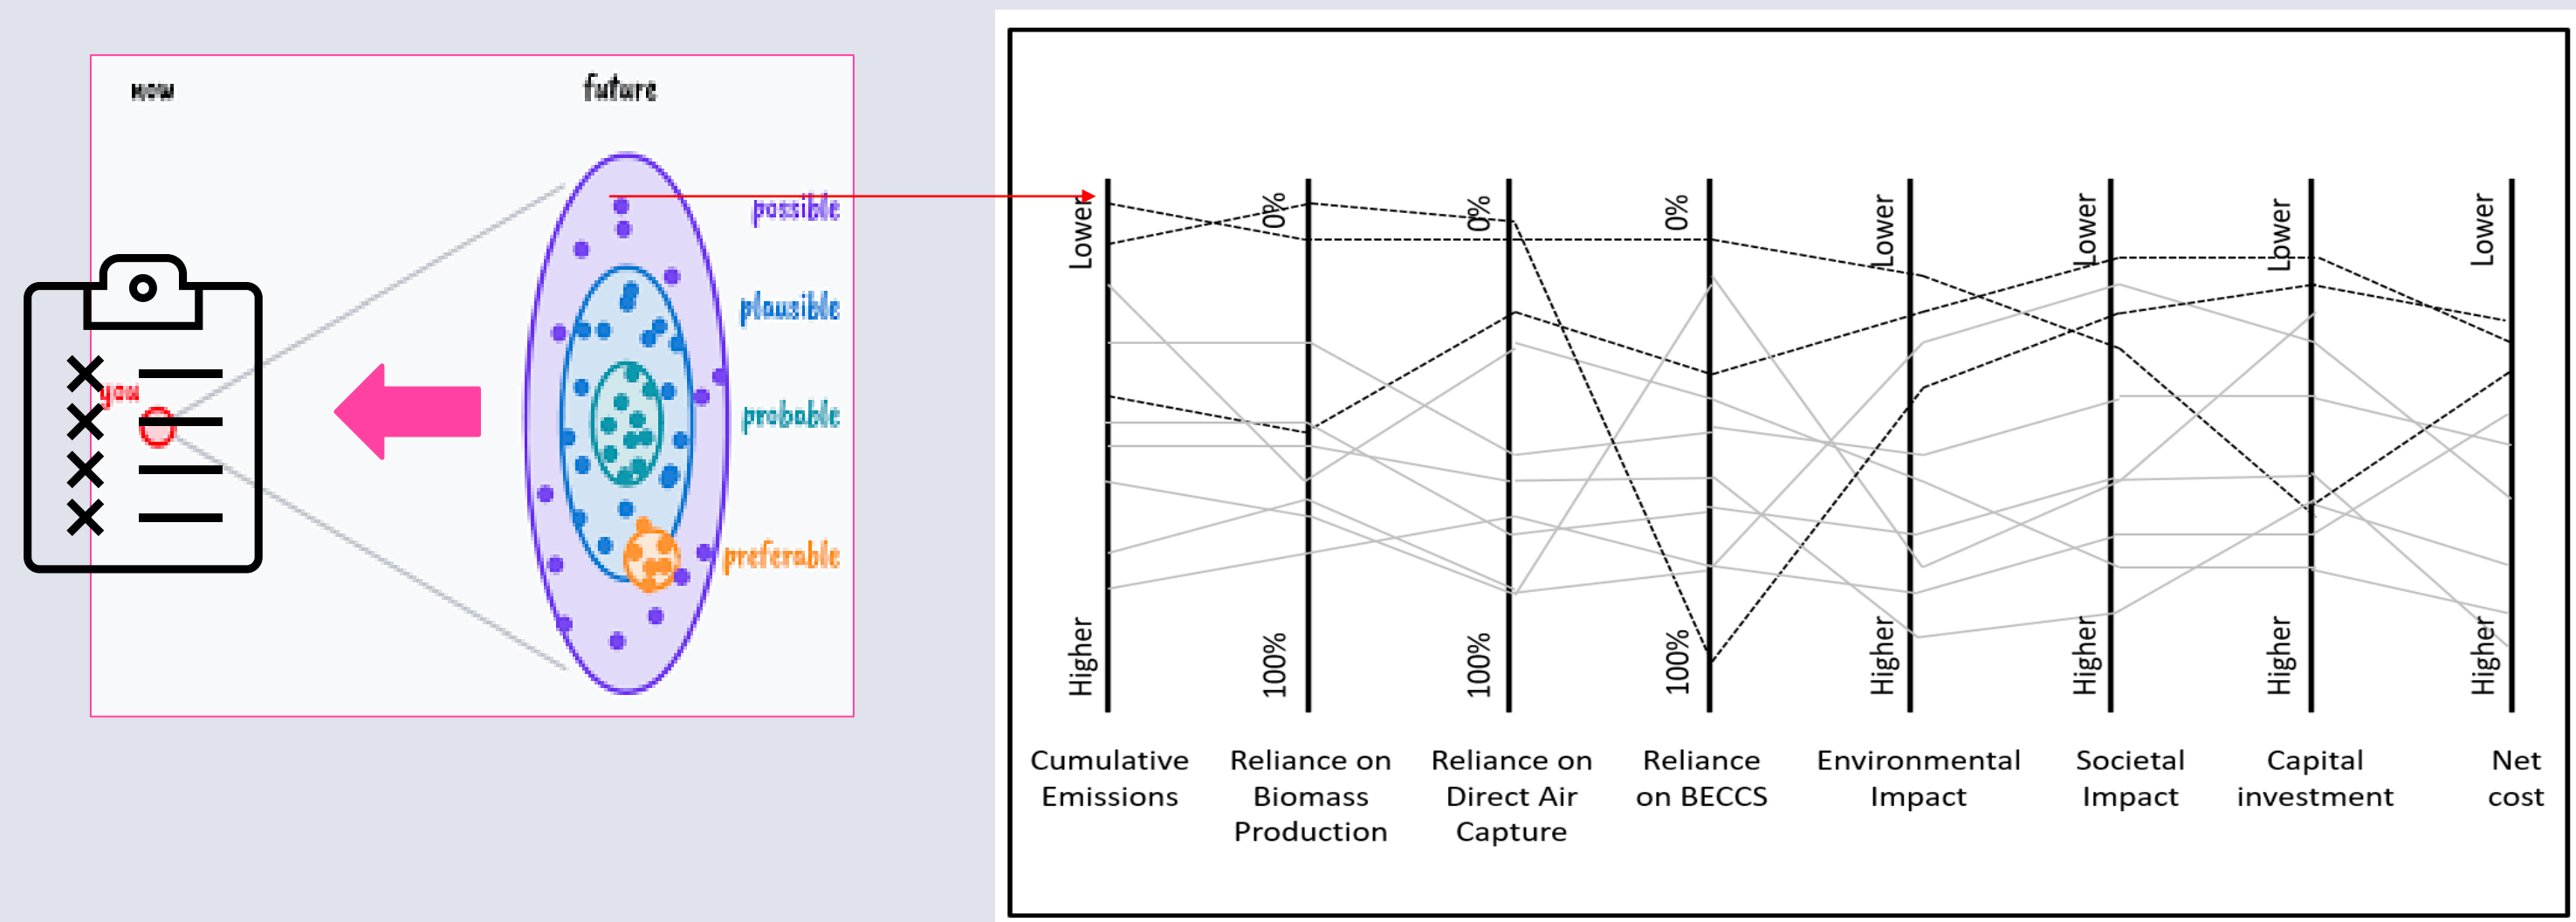 now
future
possible
plausible
you
probable
preferable
Lower
0%
0%
0%
Lower
Lower
Lower
Lower
Higher
100%
100%
100%
Higher
Higher
Higher
Higher
Cumulative
Emissions
Reliance on
Biomass
Production
Reliance on
Direct Air
Capture
Reliance
on BECCS
Environmental
Impact
Societal
Impact
Capital
investment
Net
cost